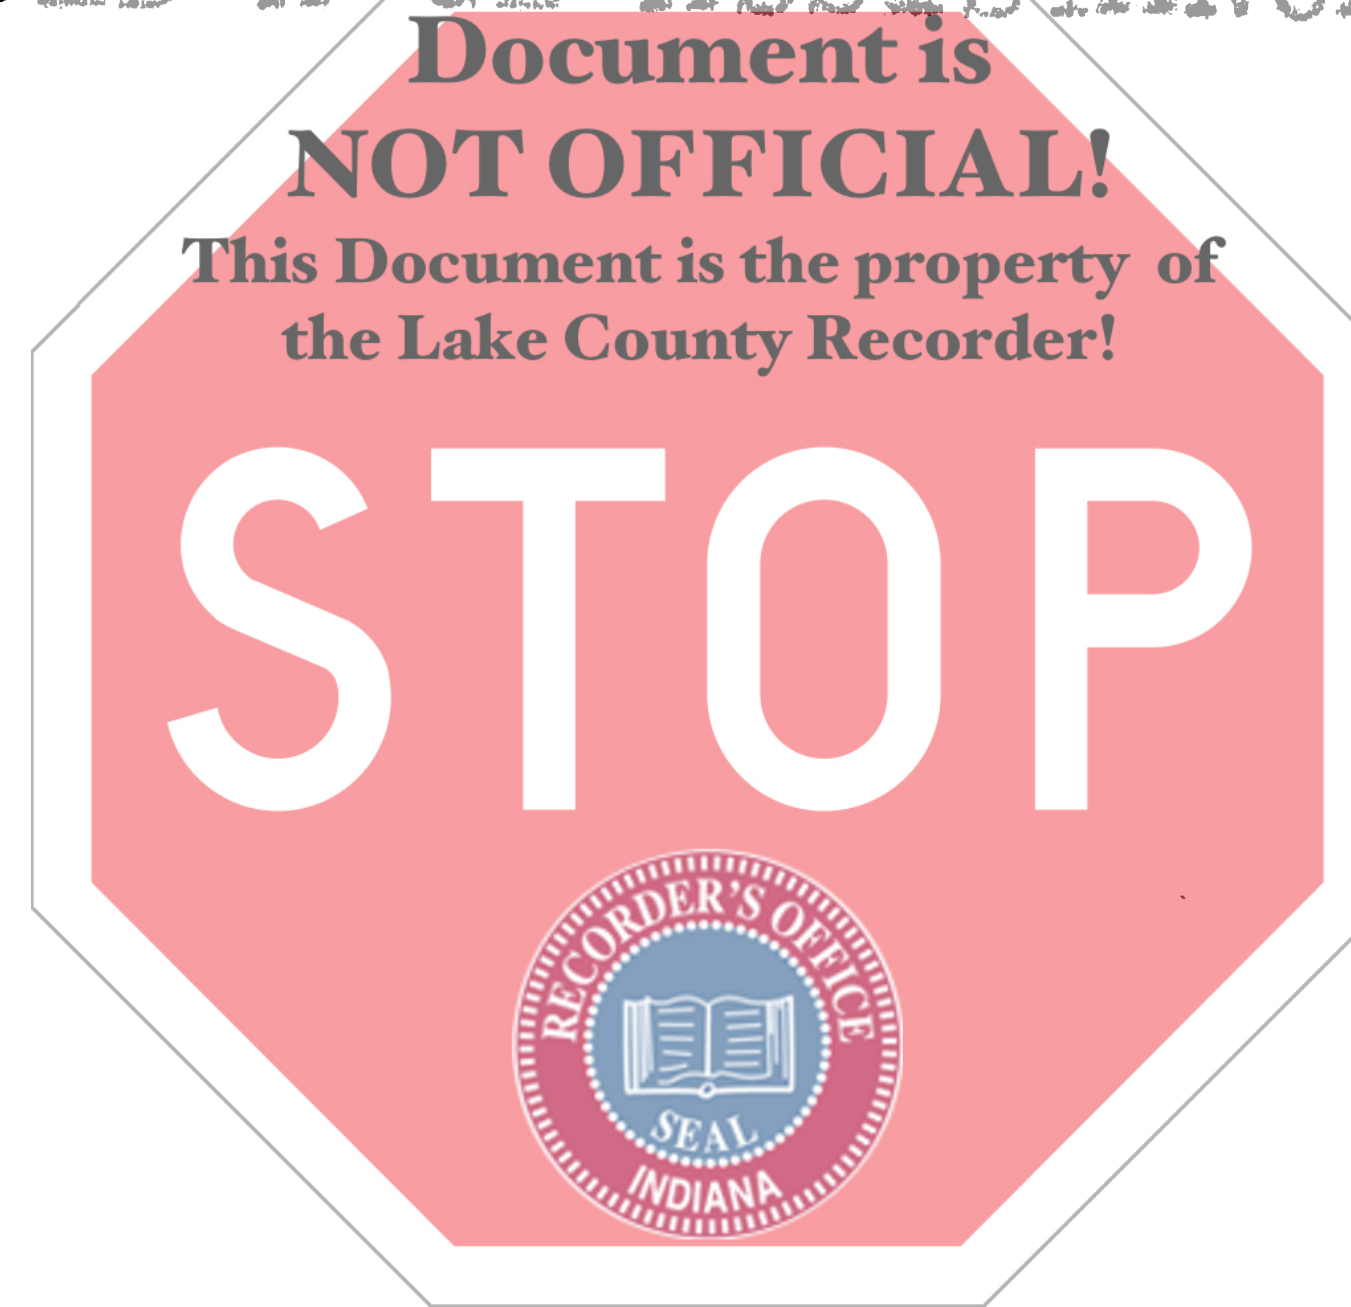 Document is
NOT OFFICIAL!
This Document is the property of
the Lake County Recorder!
STOP
RECORDER'S OFFICE
SEAL
INDIANA